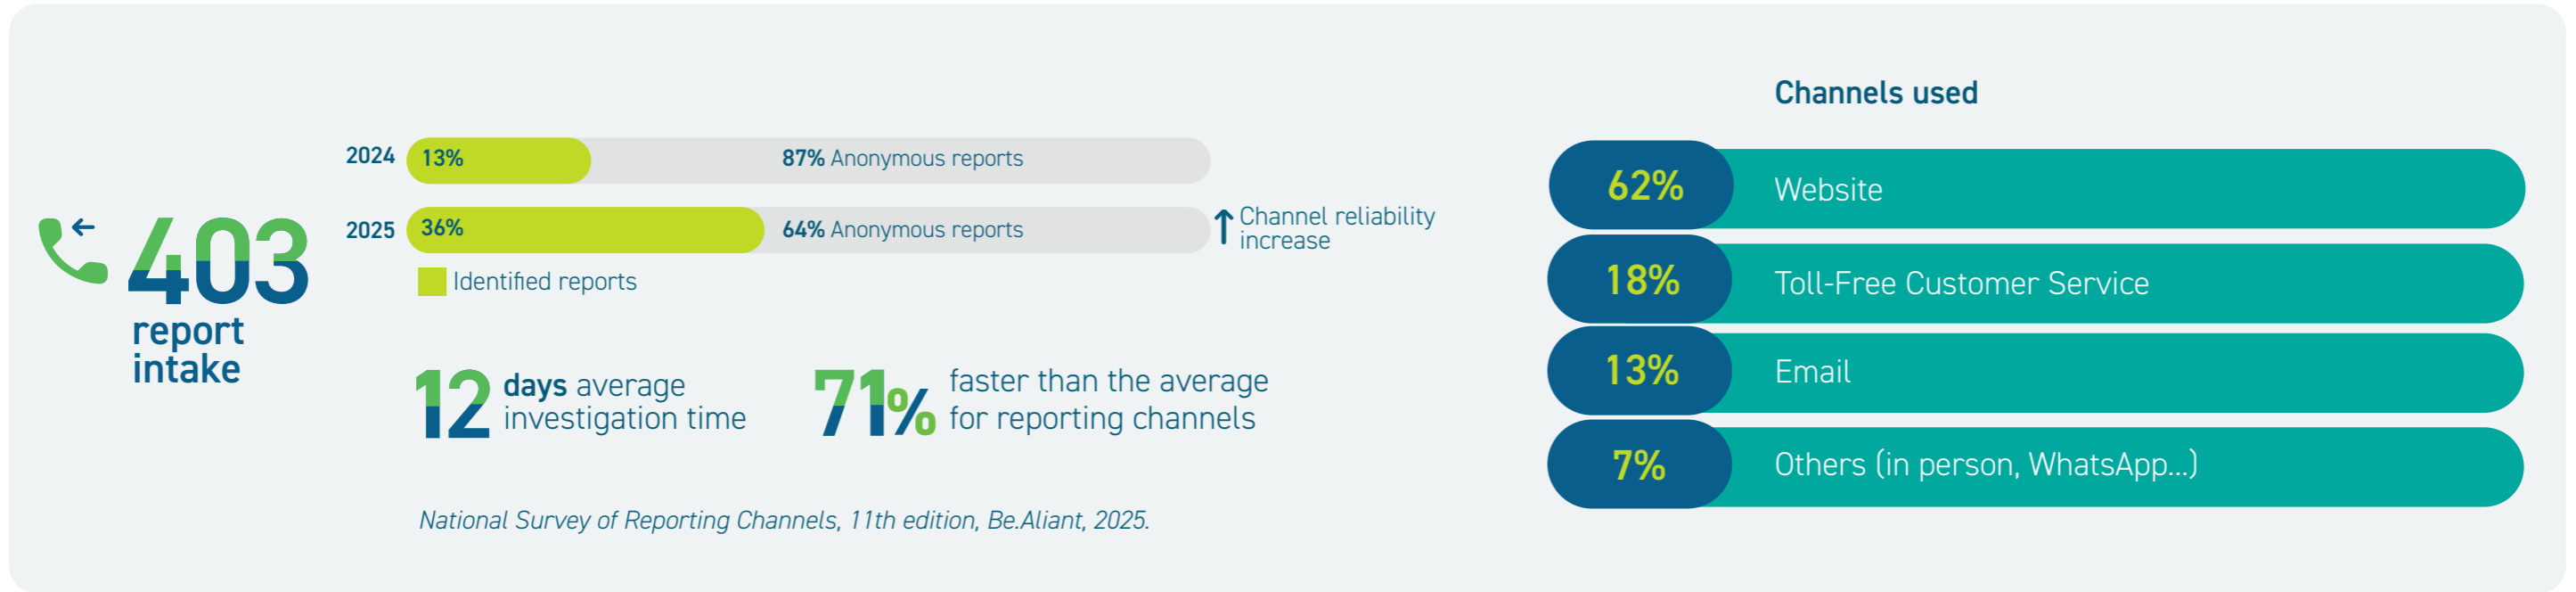 403
report
intake
2024
13%
87% Anonymous reports
2025
36%
64% Anonymous reports
Channel reliability
increase
Identified reports
12 days average
investigation time
71% faster than the average
for reporting channels
National Survey of Reporting Channels, 11th edition, Be.Aliant, 2025.
Channels used
62% Website
18% Toll-Free Customer Service
13% Email
7% Others (in person, WhatsApp...)